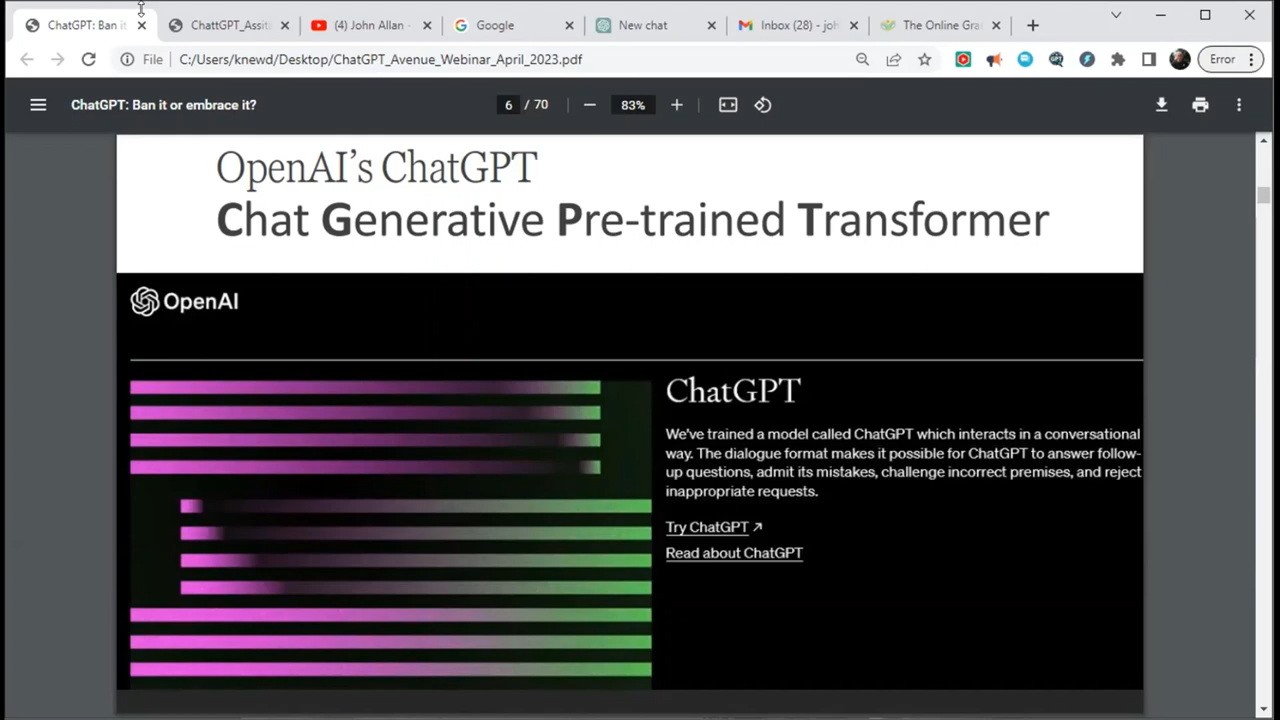 ChatGPT: Ban it
ChattGPT_Assit
(4) John Allan -
Google
New chat
Inbox (28) - joh
The Online Gra
File
C:/Users/knewd/Desktop/ChatGPT_Avenue_Webinar_April_2023.pdf
Error
ChatGPT: Ban it or embrace it?
6 / 70
83%
OpenAI's ChatGPT
Chat Generative Pre-trained Transformer
OpenAI
ChatGPT
We've trained a model called ChatGPT which interacts in a conversational
way. The dialogue format makes it possible for ChatGPT to answer follow-
up questions, admit its mistakes, challenge incorrect premises, and reject
inappropriate requests.
Try ChatGPT ↗
Read about ChatGPT